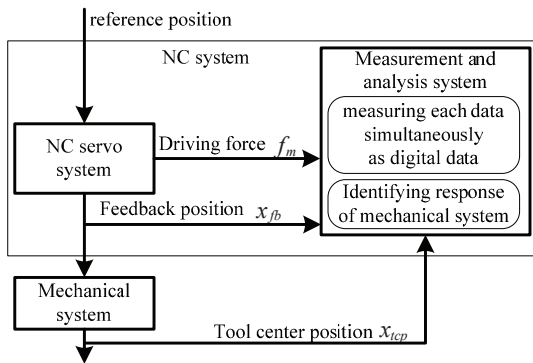 reference position
NC system
Measurement and
analysis system
measuring each data
simultaneously
as digital data
NC servo
system
Driving force f_m
Identifying response
of mechanical system
Feedback position x_fb
Mechanical
system
Tool center position x_tcp